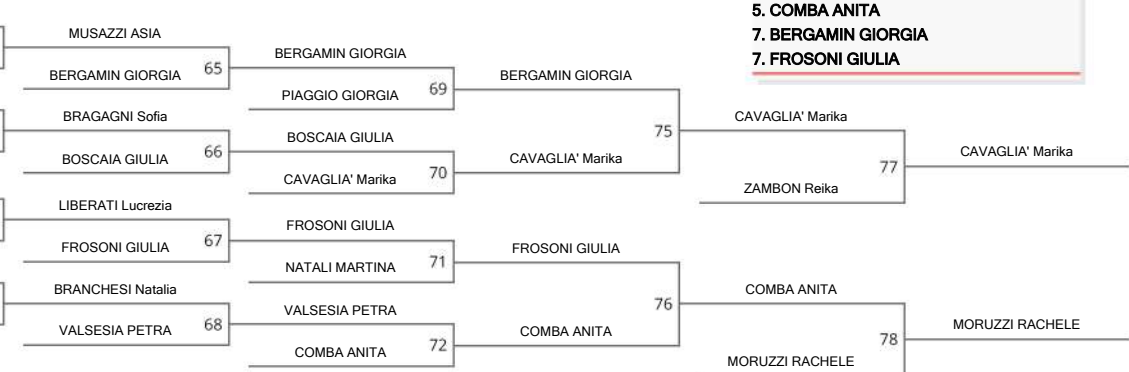 5. COMBA ANITA
7. BERGAMIN GIORGIA
7. FROSONI GIULIA
MUSAZZI ASIA
BERGAMIN GIORGIA
65
BRAGAGNI Sofia
BOSCAIA GIULIA
66
LIBERATI Lucrezia
FROSONI GIULIA
67
BRANCHESI Natalia
VALSESIA PETRA
68
BERGAMIN GIORGIA
PIAGGIO GIORGIA
69
BOSCAIA GIULIA
CAVAGLIA' Marika
70
FROSONI GIULIA
NATALI MARTINA
71
VALSESIA PETRA
COMBA ANITA
72
BERGAMIN GIORGIA
75
CAVAGLIA' Marika
FROSONI GIULIA
76
COMBA ANITA
CAVAGLIA' Marika
77
ZAMBON Reika
COMBA ANITA
78
MORUZZI RACHELE
CAVAGLIA' Marika
MORUZZI RACHELE